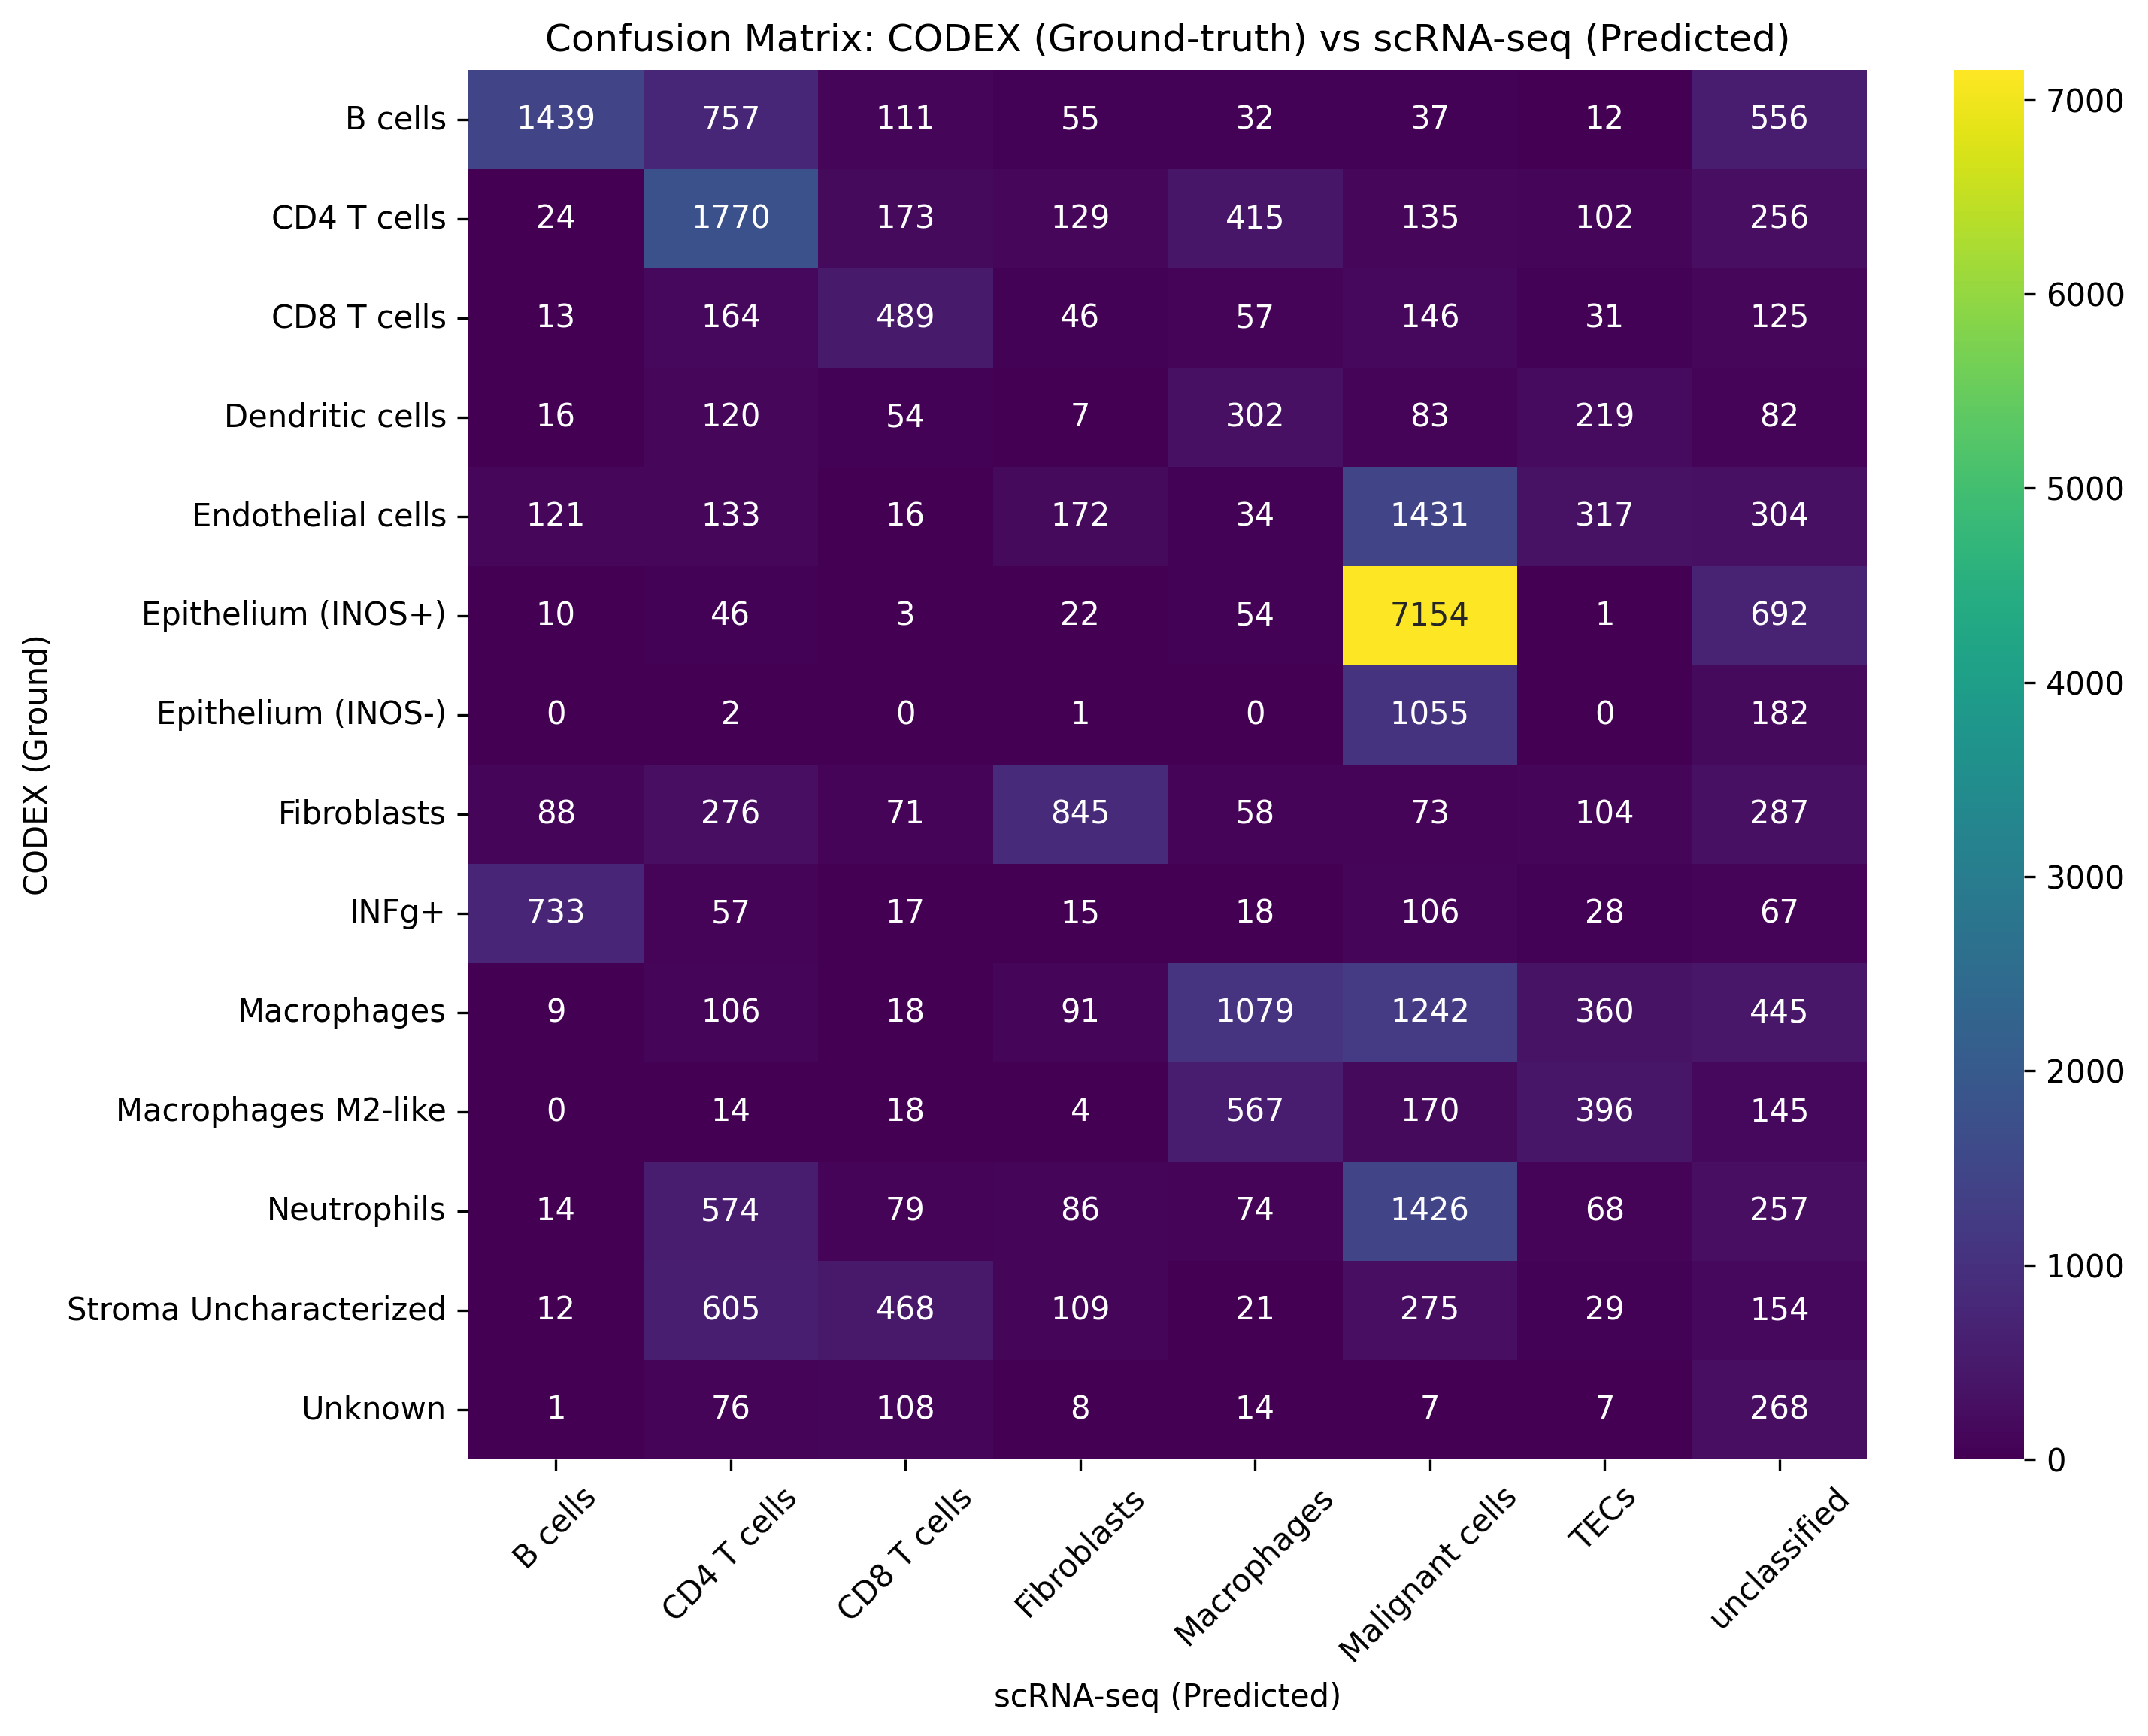 Confusion Matrix: CODEX (Ground-truth) vs scRNA-seq (Predicted)
CODEX (Ground)
B cells 1439 757 111 55 32 37 12 556
CD4 T cells 24 1770 173 129 415 135 102 256
CD8 T cells 13 164 489 46 57 146 31 125
Dendritic cells 16 120 54 7 302 83 219 82
Endothelial cells 121 133 16 172 34 1431 317 304
Epithelium (INOS+) 10 46 3 22 54 7154 1 692
Epithelium (INOS-) 0 2 0 1 0 1055 0 182
Fibroblasts 88 276 71 845 58 73 104 287
INFg+ 733 57 17 15 18 106 28 67
Macrophages 9 106 18 91 1079 1242 360 445
Macrophages M2-like 0 14 18 4 567 170 396 145
Neutrophils 14 574 79 86 74 1426 68 257
Stroma Uncharacterized 12 605 468 109 21 275 29 154
Unknown 1 76 108 8 14 7 7 268
B cells CD4 T cells CD8 T cells Fibroblasts Macrophages Malignant cells TECs unclassified
scRNA-seq (Predicted)
7000
6000
5000
4000
3000
2000
1000
0